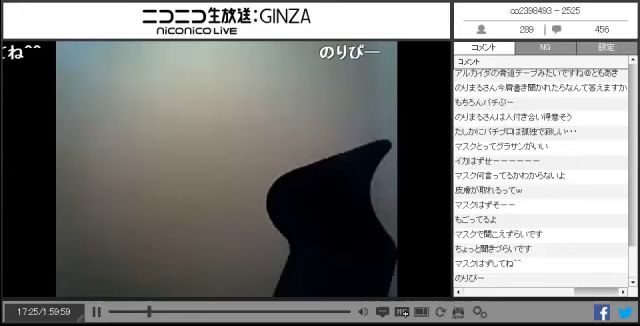 ニコニコ生放送:GINZA
niconico LIVE
co2398493 - 2525
289
456
てね^^
のりぴー
コメント
NG
設定
コメント
アルカイダの脅迫テープみたいですね@ともあき
のりまるさん今肩書き聞かれたらなんて答えますか
もちろんパチぷー
のりまるさんは人付き合い得意そう
たしかにパチプロは孤独で寂しい・・・
マスクとってグラサンがいい
イカはずせーーーーーー
マスク何言ってるかわからないよ
皮膚が取れるってw
マスクはずそーー
もごってるよ
マスクで聞こえずらいです
ちょっと聞きづらいです
マスクはずしてね^^
のりぴー
17:25/1:59:59